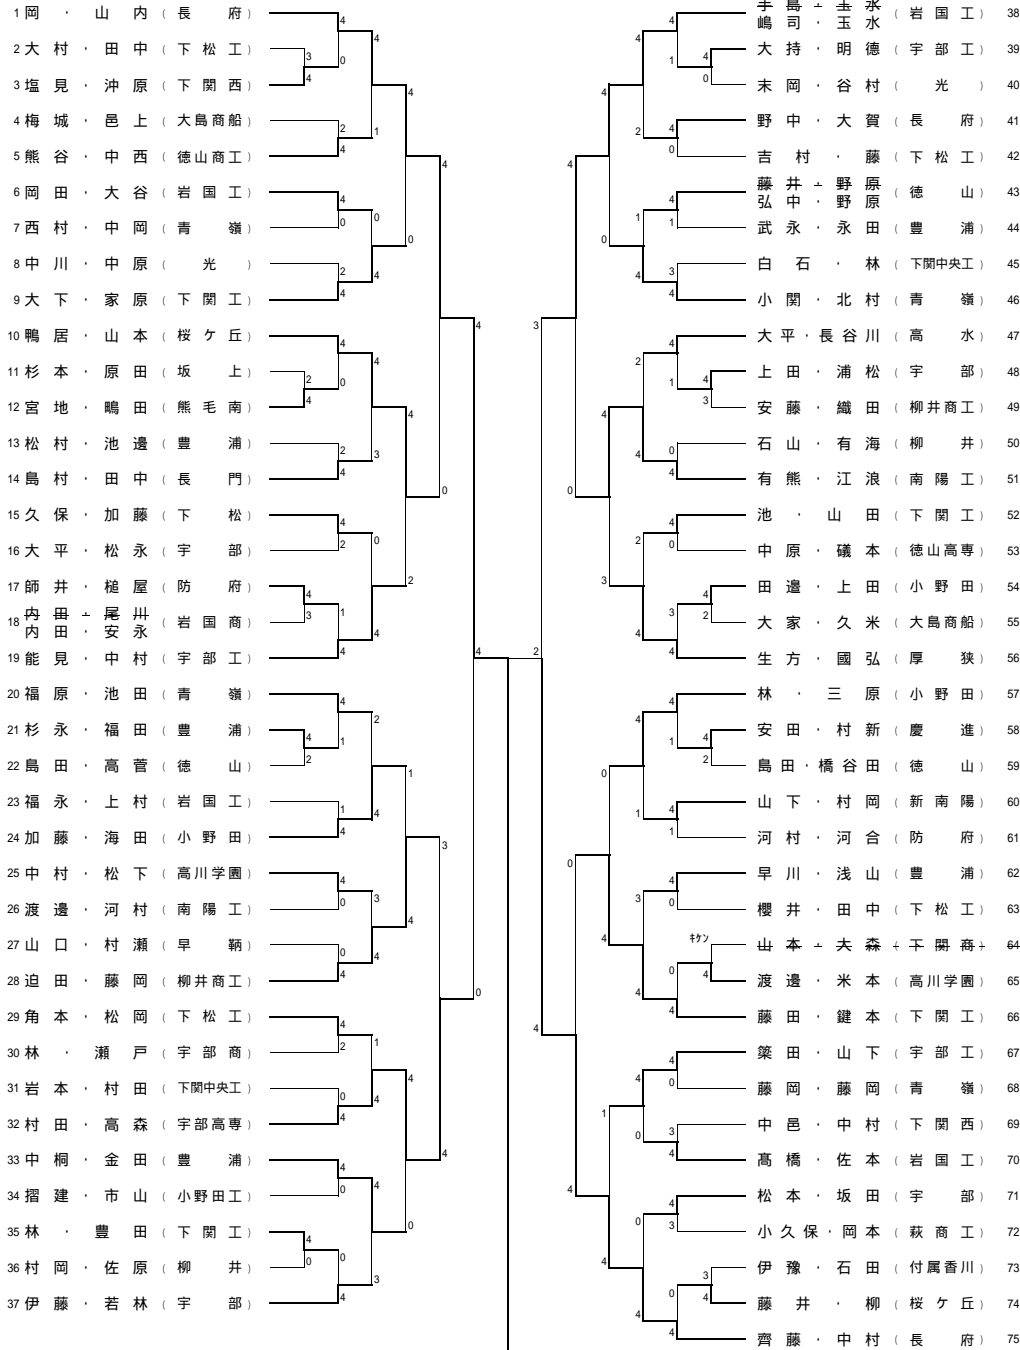 1 岡・山内（長府）
2 大村・田中（下松工）
3 塩見・沖原（下関西）
4 梅城・邑上（大島商船）
5 熊谷・中西（徳山商工）
6 岡田・大谷（岩国工）
7 西村・中岡（青嶺）
8 中川・中原（光）
9 大下・家原（下関工）
10 鴨居・山本（桜ケ丘）
11 杉本・原田（坂上）
12 宮地・鴫田（熊毛南）
13 松村・池邊（豊浦）
14 島村・田中（長門）
15 久保・加藤（下松）
16 大平・松永（宇部）
17 師井・槌屋（防府）
18 内田・尾川
内田・安永（岩国商）
19 能見・中村（宇部工）
20 福原・池田（青嶺）
21 杉永・福田（豊浦）
22 島田・高菅（徳山）
23 福永・上村（岩国工）
24 加藤・海田（小野田）
25 中村・松下（高川学園）
26 渡邊・河村（南陽工）
27 山口・村瀬（早鞆）
28 迫田・藤岡（柳井商工）
29 角本・松岡（下松工）
30 林・瀬戸（宇部商）
31 岩本・村田（下関中央工）
32 村田・高森（宇部高専）
33 中桐・金田（豊浦）
34 摺建・市山（小野田工）
35 林・豊田（下関工）
36 村岡・佐原（柳井）
37 伊藤・若林（宇部）
手島・玉水
嶋司・玉水（岩国工）38
大持・明德（宇部工）39
末岡・谷村（光）40
野中・大賀（長府）41
吉村・藤（下松工）42
藤井・野原
弘中・野原（徳山）43
武永・永田（豊浦）44
白石・林（下関中央工）45
小関・北村（青嶺）46
大平・長谷川（高水）47
上田・浦松（宇部）48
安藤・織田（柳井商工）49
石山・有海（柳井）50
有熊・江浪（南陽工）51
池・山田（下関工）52
中原・礒本（徳山高専）53
田邉・上田（小野田）54
大家・久米（大島商船）55
生方・國弘（厚狭）56
林・三原（小野田）57
安田・村新（慶進）58
島田・橋谷田（徳山）59
山下・村岡（新南陽）60
河村・河合（防府）61
早川・浅山（豊浦）62
櫻井・田中（下松工）63
ｷｹﾝ
山本・大森（下関商）64
渡邊・米本（高川学園）65
藤田・鍵本（下関工）66
簗田・山下（宇部工）67
藤岡・藤岡（青嶺）68
中邑・中村（下関西）69
髙橋・佐本（岩国工）70
松本・坂田（宇部）71
小久保・岡本（萩商工）72
伊豫・石田（付属香川）73
藤井・柳（桜ケ丘）74
齊藤・中村（長府）75